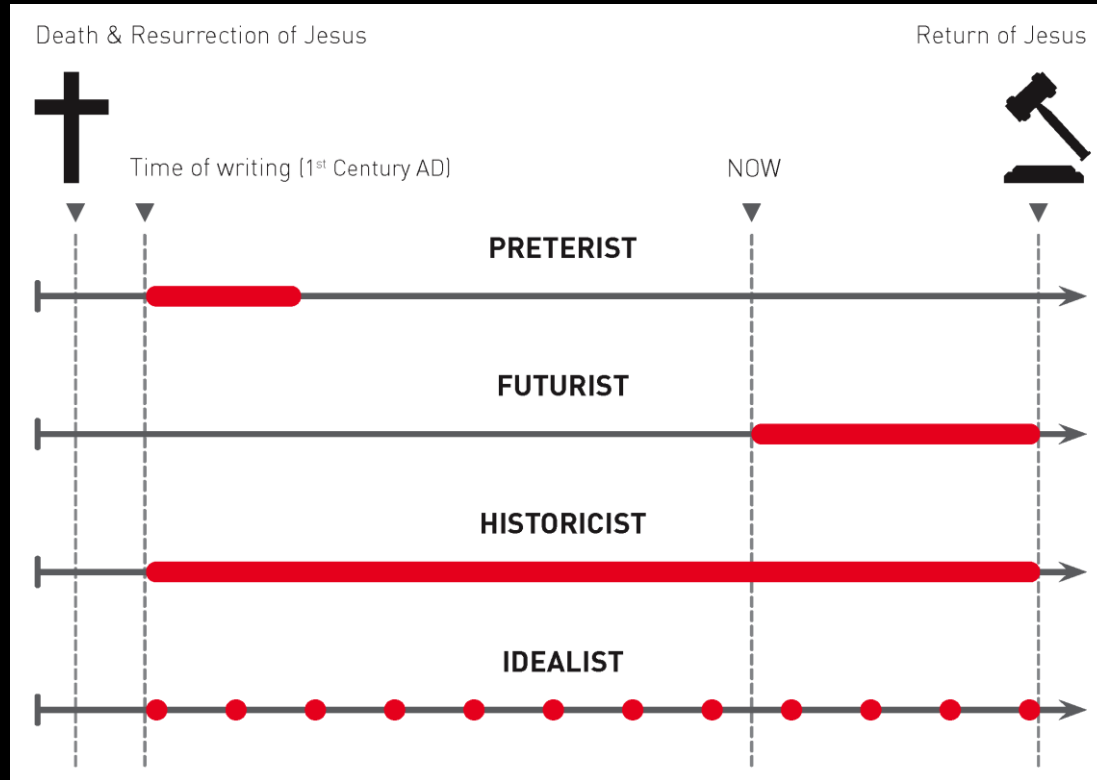 Death & Resurrection of Jesus
Return of Jesus
Time of writing (1st Century AD)
NOW
PRETERIST
FUTURIST
HISTORICIST
IDEALIST